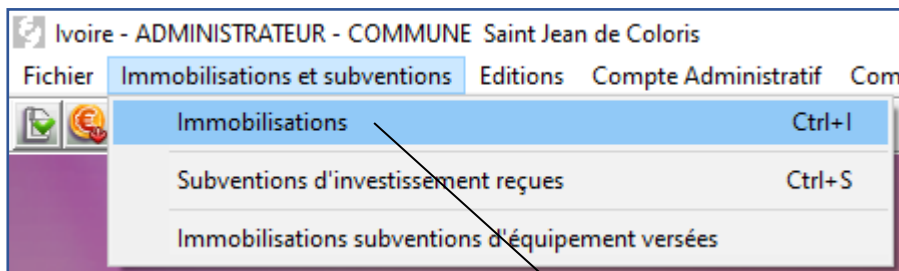 Ivoire - ADMINISTRATEUR - COMMUNE Saint Jean de Coloris
Fichier Immobilisations et subventions Editions Compte Administratif Com
Immobilisations Ctrl+I
Subventions d'investissement reçues Ctrl+S
Immobilisations subventions d'équipement versées